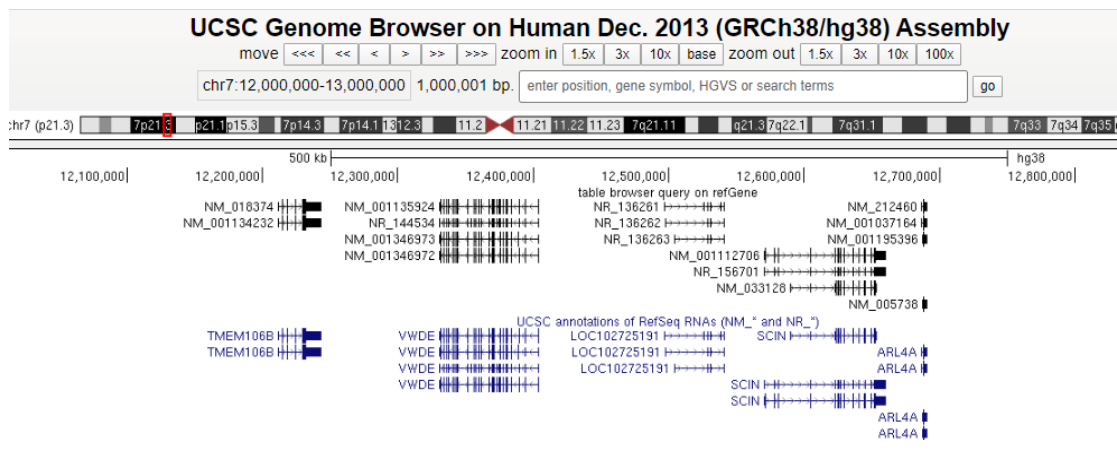 UCSC Genome Browser on Human Dec. 2013 (GRCh38/hg38) Assembly
move <<< << < > >> >>> zoom in 1.5x 3x 10x base zoom out 1.5x 3x 10x 100x
chr7:12,000,000-13,000,000 1,000,001 bp. enter position, gene symbol, HGVS or search terms go
chr7 (p21.3) 7p21.3 p21.1 p15.3 7p14.3 7p14.1 13 12.3 11.2 11.21 11.22 11.23 7q21.11 q21.3 7q22.1 7q31.1 7q33 7q34 7q35
500 kb hg38
12,100,000 12,200,000 12,300,000 12,400,000 12,500,000 12,600,000 12,700,000 12,800,000
table browser query on refGene
NM_018374 NM_001135924 NR_136261 NM_212460
NM_001134232 NR_144534 NR_136262 NM_001037164
NM_001346973 NR_136263 NM_001195396
NM_001346972 NM_001112706
NR_156701
NM_033128
NM_005738
UCSC annotations of RefSeq RNAs (NM_* and NR_*)
TMEM106B VWDE LOC102725191 SCIN
TMEM106B VWDE LOC102725191 ARL4A
VWDE LOC102725191 ARL4A
VWDE SCIN
SCIN
ARL4A
ARL4A